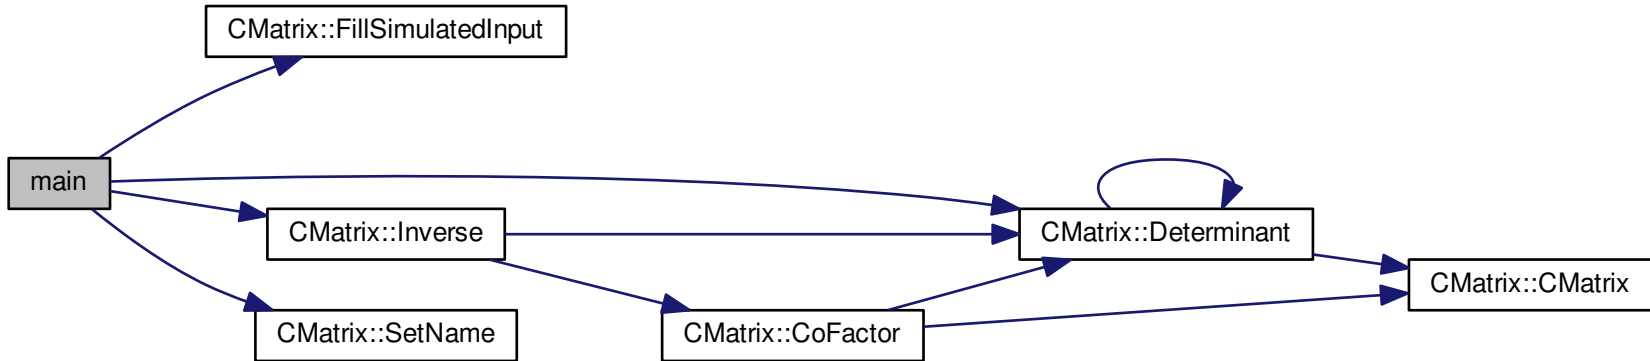 CMatrix::FillSimulatedInput
main
CMatrix::Inverse
CMatrix::Determinant
CMatrix::CMatrix
CMatrix::SetName
CMatrix::CoFactor